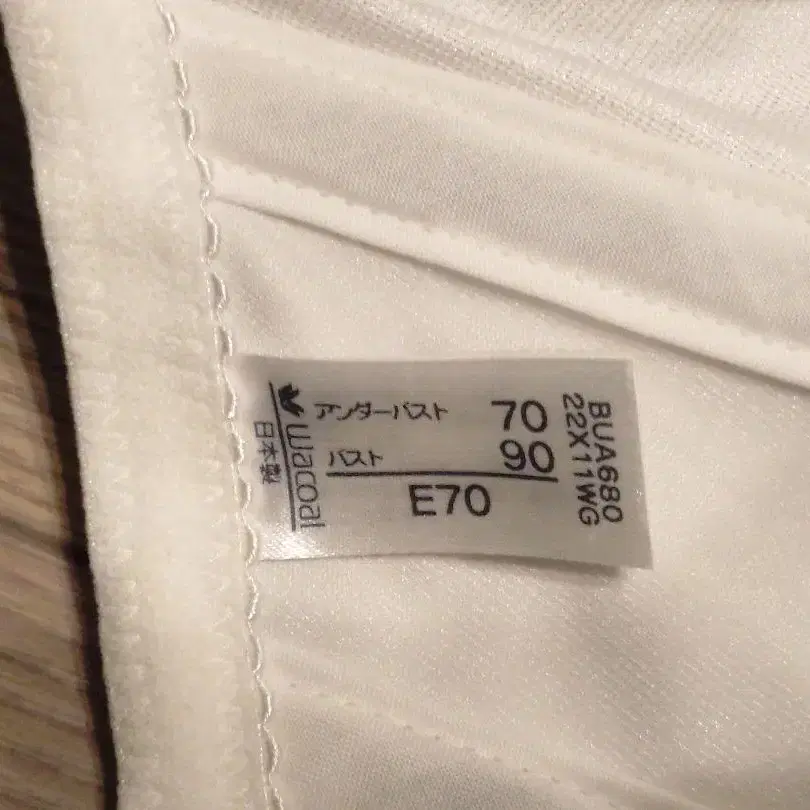 wacoal
日本製
アンダーバスト 70
バスト 90
E70
BUA680
22X11WG